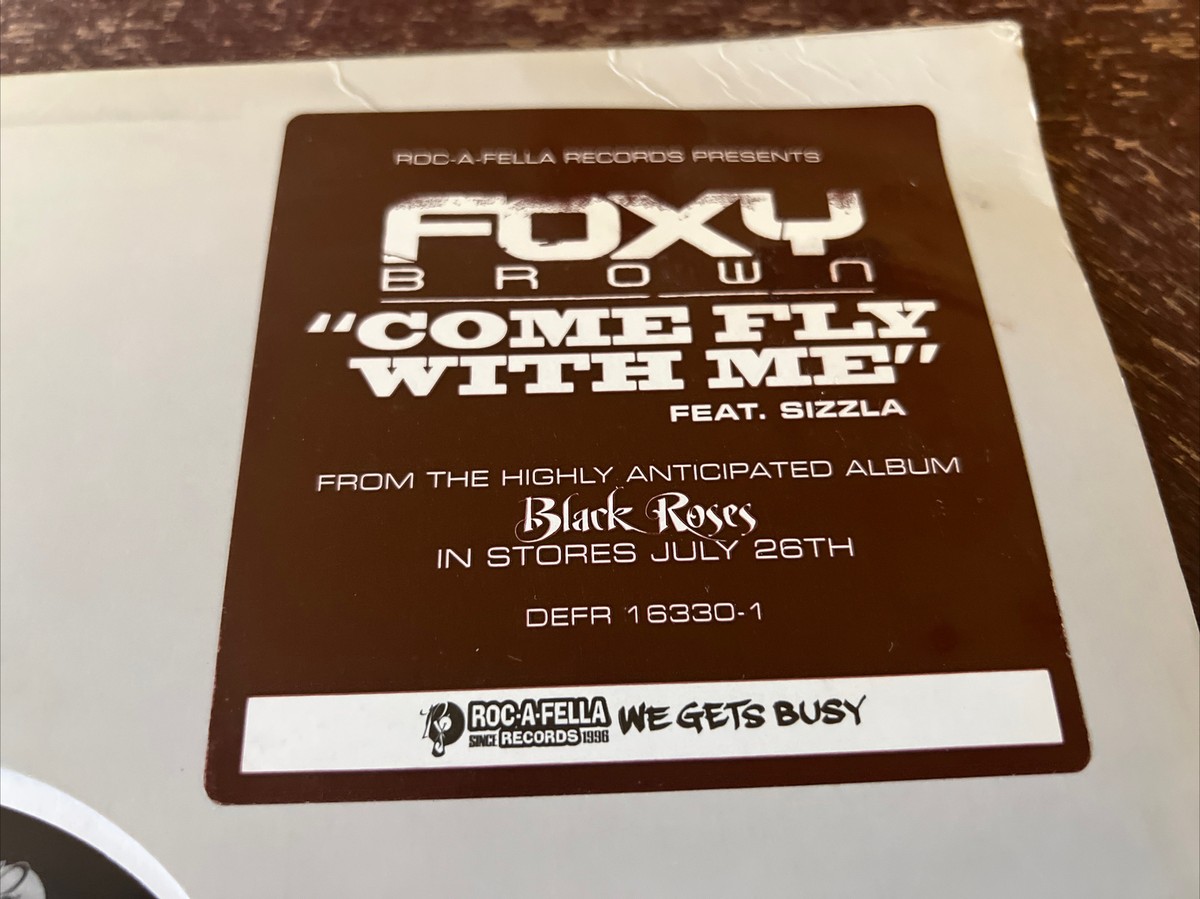 ROC-A-FELLA RECORDS PRESENTS
FOXY
BROWN
"COME FLY
WITH ME"
FEAT. SIZZLA
FROM THE HIGHLY ANTICIPATED ALBUM
Black Roses
IN STORES JULY 26TH
DEFR 16330-1
ROC-A-FELLA
SINCE RECORDS 1996
WE GETS BUSY